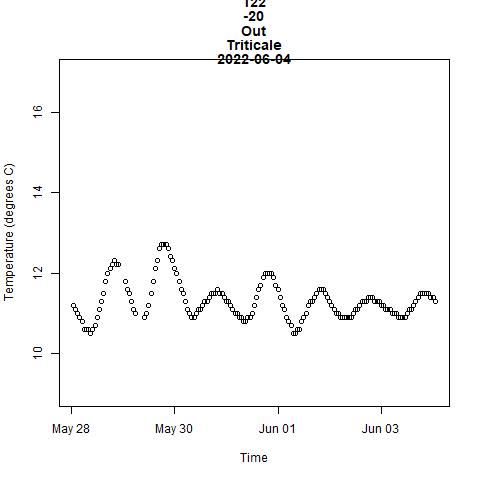 122
-20
Out
Triticale
2022-06-04
Temperature (degrees C)
16
14
12
10
May 28
May 30
Jun 01
Jun 03
Time